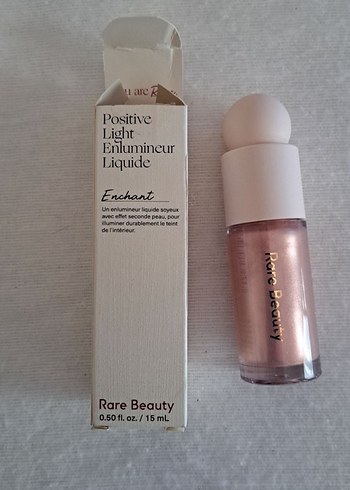 u are
Positive
Light
Enlumineur
Liquide
Enchant
Un enlumineur liquide soyeux
avec effet seconde peau, pour
illuminer durablement le teint
de l'intérieur.
Rare Beauty
0.50 fl. oz. / 15 mL
Rare Beauty